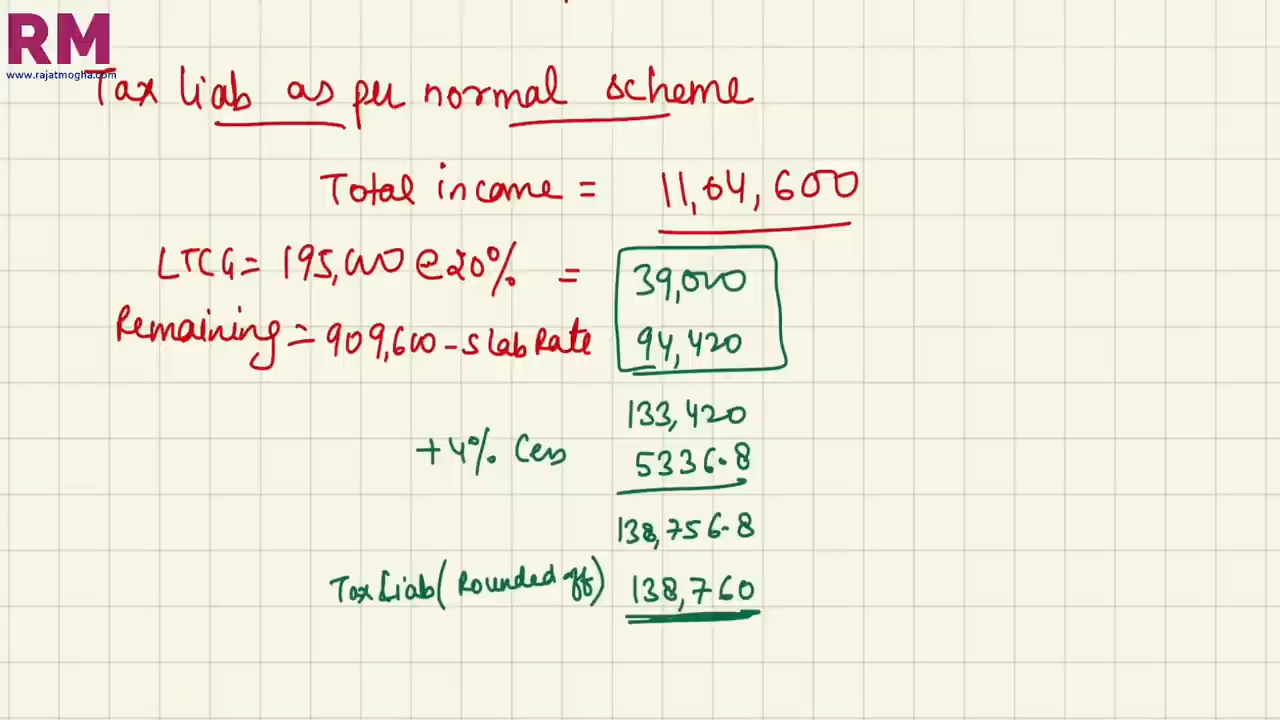 RM
www.rajatmogha.com
Tax liab as per normal scheme
Total income = 11,04,600
LTCG = 195,000 @ 20% = 39,000
Remaining = 909,600 - Slab Rate 94,420
133,420
+4% Cess 5336.8
138,756.8
Tax Liab (Rounded off) 138,760